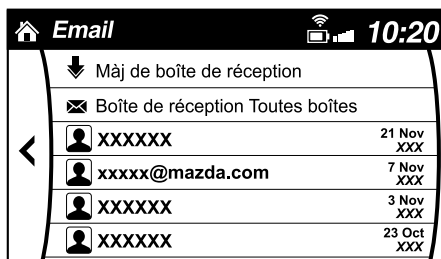 Email 10:20
Màj de boîte de réception
Boîte de réception Toutes boîtes
XXXXXX 21 Nov
XXX
xxxxx@mazda.com 7 Nov
XXX
XXXXXX 3 Nov
XXX
XXXXXX 23 Oct
XXX